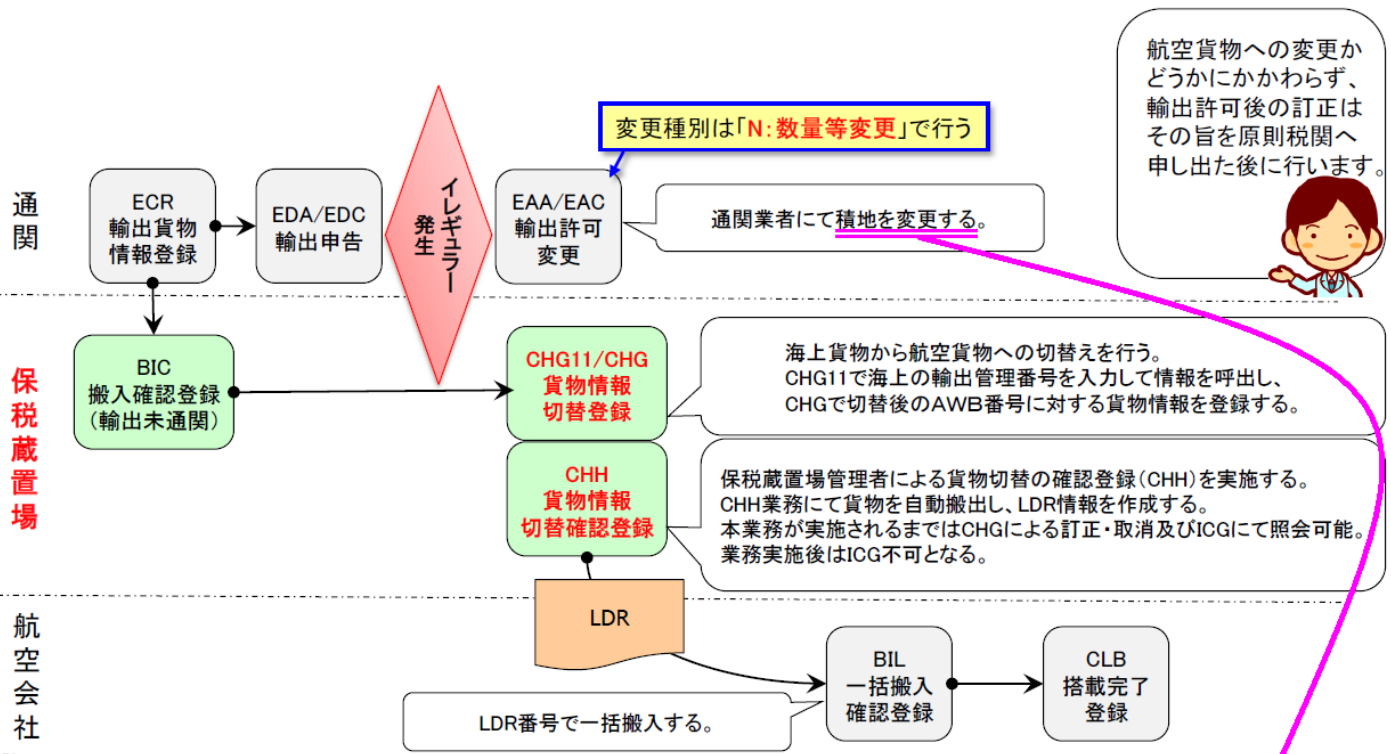 航空貨物への変更か
どうかにかかわらず、
輸出許可後の訂正は
その旨を原則税関へ
申し出た後に行います。
変更種別は「N:数量等変更」で行う
通関
ECR
輸出貨物
情報登録
EDA/EDC
輸出申告
イレギュラー
発生
EAA/EAC
輸出許可
変更
通関業者にて積地を変更する。
保税蔵置場
BIC
搬入確認登録
(輸出未通関)
CHG11/CHG
貨物情報
切替登録
海上貨物から航空貨物への切替えを行う。
CHG11で海上の輸出管理番号を入力して情報を呼出し、
CHGで切替後のAWB番号に対する貨物情報を登録する。
CHH
貨物情報
切替確認登録
保税蔵置場管理者による貨物切替の確認登録(CHH)を実施する。
CHH業務にて貨物を自動搬出し、LDR情報を作成する。
本業務が実施されるまではCHGによる訂正・取消及びICGにて照会可能。
業務実施後はICG不可となる。
航空会社
LDR
BIL
一括搬入
確認登録
CLB
搭載完了
登録
LDR番号で一括搬入する。